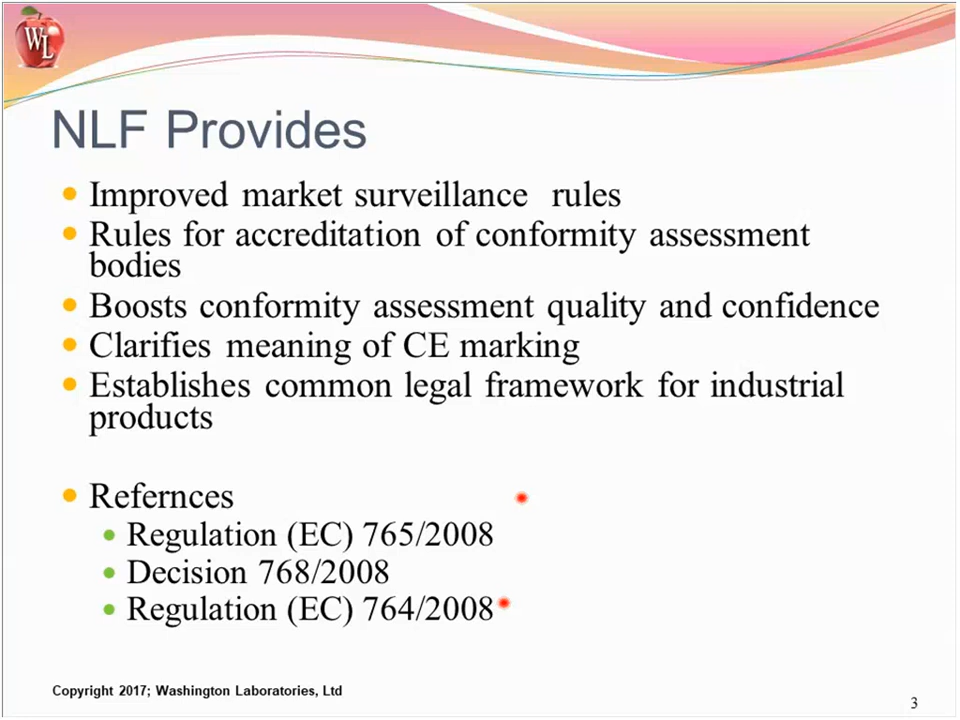 WL
NLF Provides
Improved market surveillance rules
Rules for accreditation of conformity assessment
bodies
Boosts conformity assessment quality and confidence
Clarifies meaning of CE marking
Establishes common legal framework for industrial
products
Refernces
Regulation (EC) 765/2008
Decision 768/2008
Regulation (EC) 764/2008
Copyright 2017; Washington Laboratories, Ltd
3